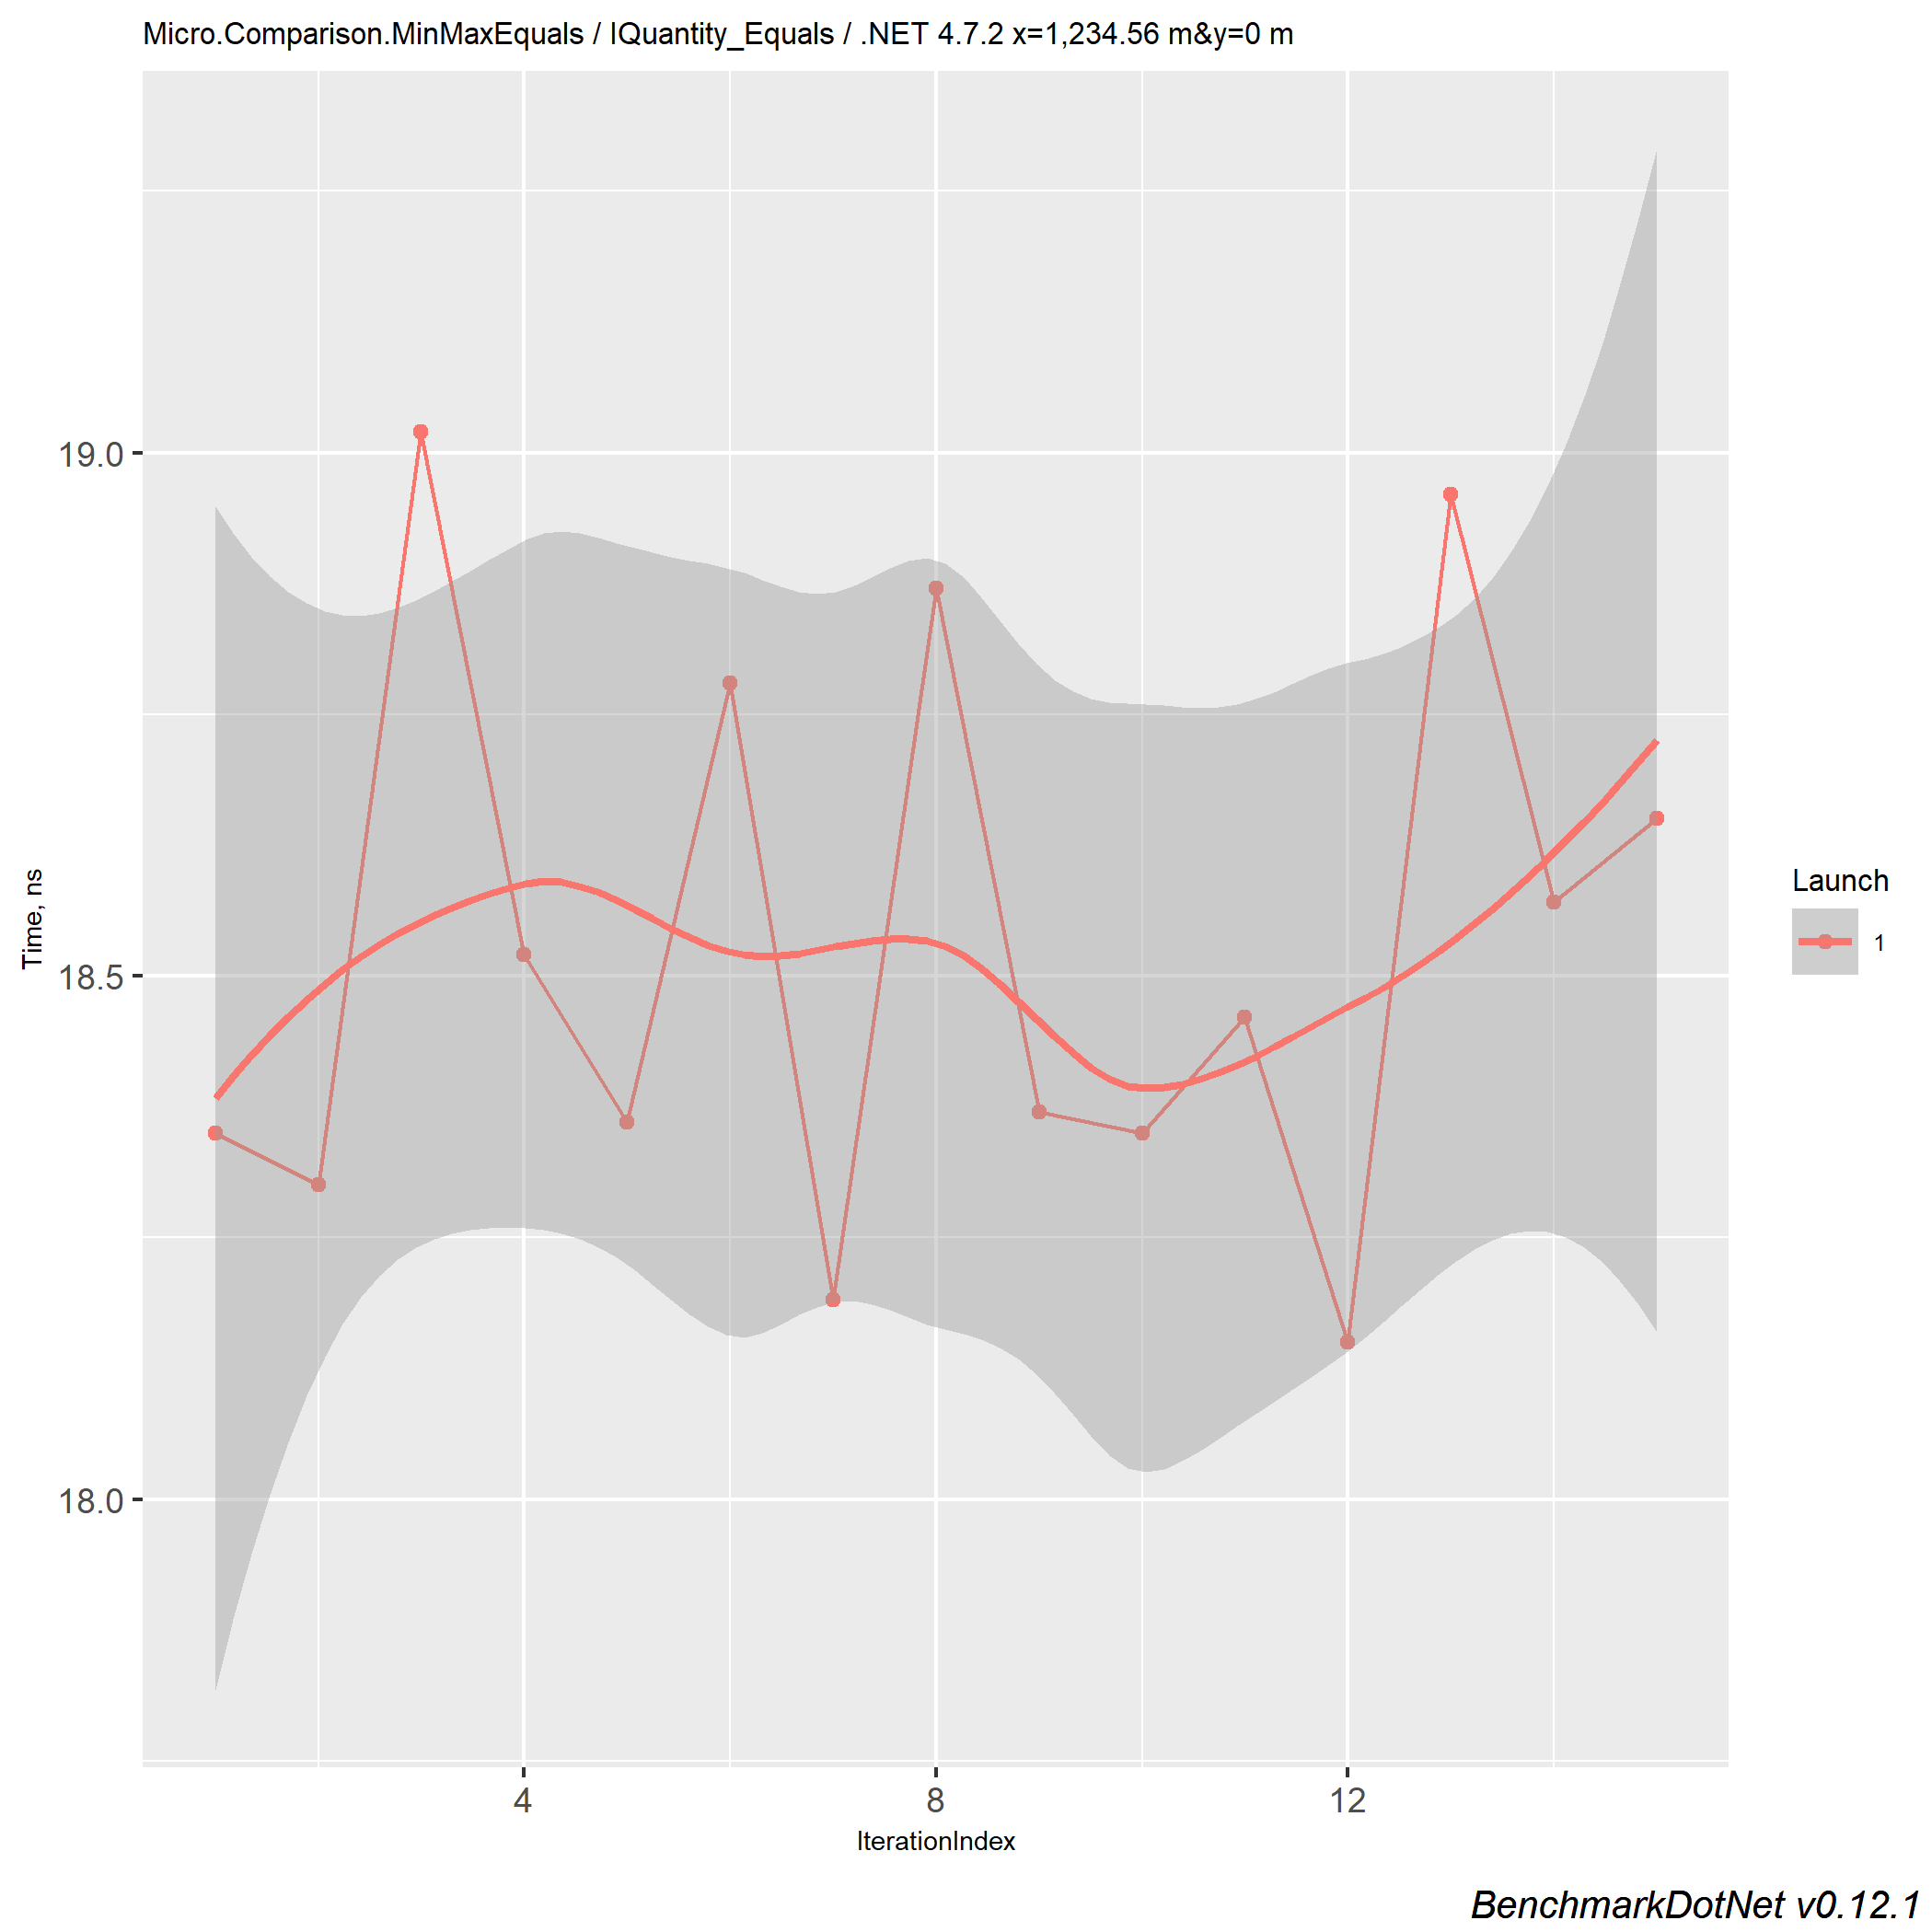 Micro.Comparison.MinMaxEquals / IQuantity_Equals / .NET 4.7.2 x=1,234.56 m&y=0 m
19.0
18.5
18.0
Time, ns
4
8
12
IterationIndex
Launch
1
BenchmarkDotNet v0.12.1